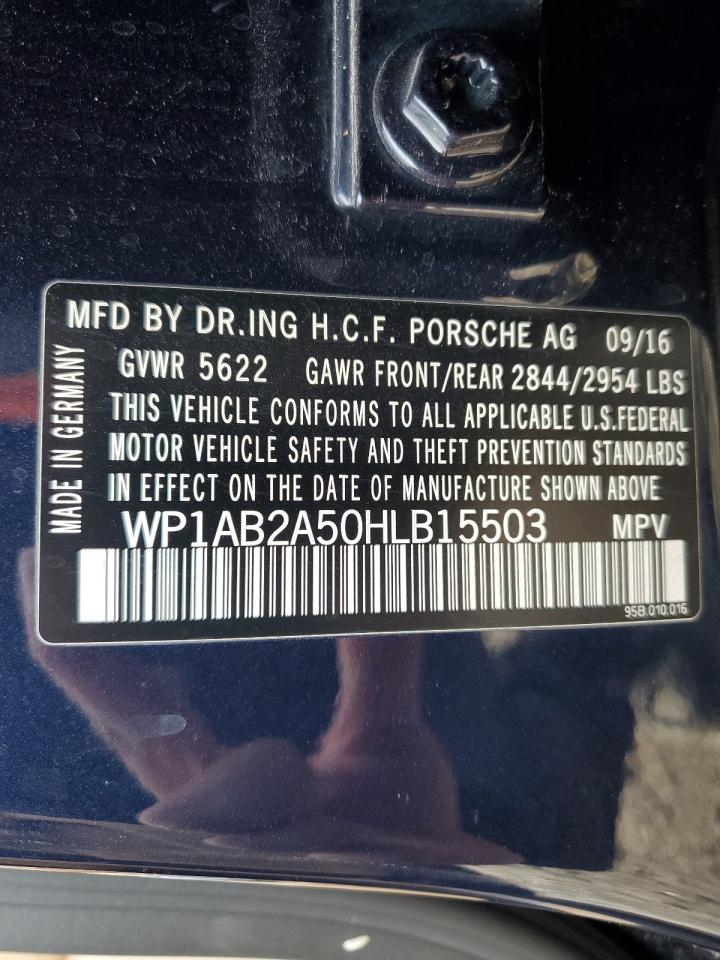 MFD BY DR.ING H.C.F. PORSCHE AG 09/16
GVWR 5622 GAWR FRONT/REAR 2844/2954 LBS
THIS VEHICLE CONFORMS TO ALL APPLICABLE U.S.FEDERAL
MOTOR VEHICLE SAFETY AND THEFT PREVENTION STANDARDS
IN EFFECT ON THE DATE OF MANUFACTURE SHOWN ABOVE
WP1AB2A50HLB15503 MPV
95B.010.016
MADE IN GERMANY